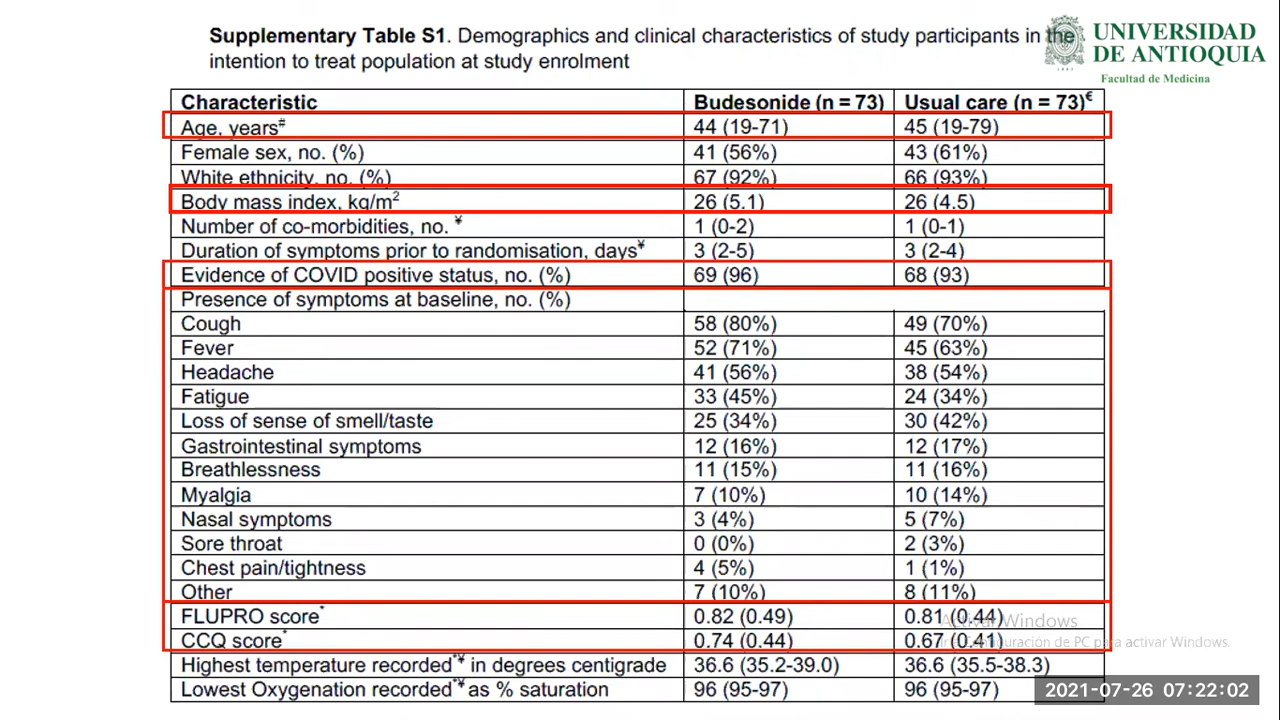 Supplementary Table S1. Demographics and clinical characteristics of study participants in the
intention to treat population at study enrolment
UNIVERSIDAD
DE ANTIOQUIA
Facultad de Medicina
Characteristic Budesonide (n = 73) Usual care (n = 73)€
Age, years# 44 (19-71) 45 (19-79)
Female sex, no. (%) 41 (56%) 43 (61%)
White ethnicity, no. (%) 67 (92%) 66 (93%)
Body mass index, kg/m2 26 (5.1) 26 (4.5)
Number of co-morbidities, no. ¥ 1 (0-2) 1 (0-1)
Duration of symptoms prior to randomisation, days¥ 3 (2-5) 3 (2-4)
Evidence of COVID positive status, no. (%) 69 (96) 68 (93)
Presence of symptoms at baseline, no. (%)
Cough 58 (80%) 49 (70%)
Fever 52 (71%) 45 (63%)
Headache 41 (56%) 38 (54%)
Fatigue 33 (45%) 24 (34%)
Loss of sense of smell/taste 25 (34%) 30 (42%)
Gastrointestinal symptoms 12 (16%) 12 (17%)
Breathlessness 11 (15%) 11 (16%)
Myalgia 7 (10%) 10 (14%)
Nasal symptoms 3 (4%) 5 (7%)
Sore throat 0 (0%) 2 (3%)
Chest pain/tightness 4 (5%) 1 (1%)
Other 7 (10%) 8 (11%)
FLUPRO score* 0.82 (0.49) 0.81 (0.44)
CCQ score* 0.74 (0.44) 0.67 (0.41)
Highest temperature recorded*¥ in degrees centigrade 36.6 (35.2-39.0) 36.6 (35.5-38.3)
Lowest Oxygenation recorded*¥ as % saturation 96 (95-97) 96 (95-97)
Activar Windows
Configuración de PC para activar Windows.
2021-07-26 07:22:02